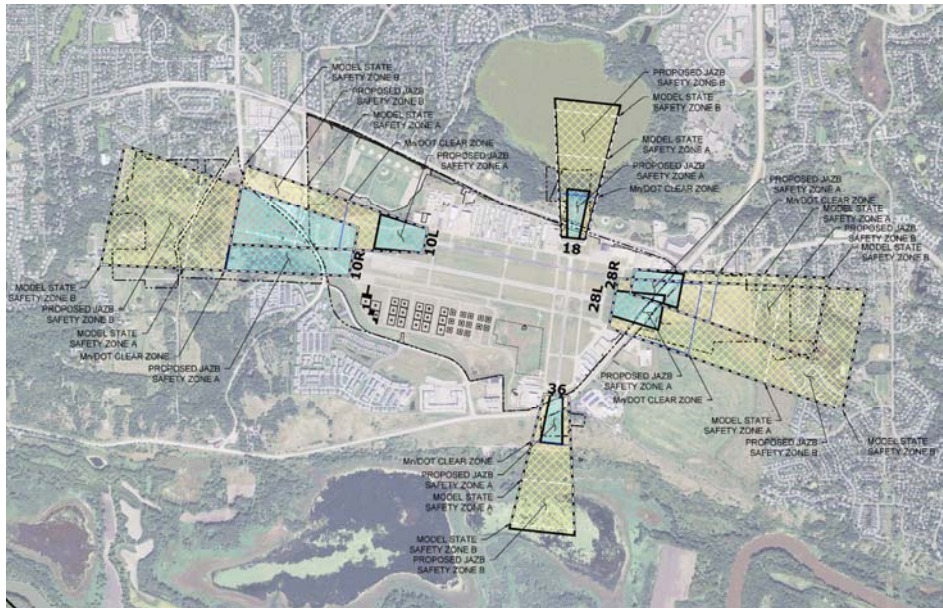 MODEL STATE
SAFETY ZONE B
PROPOSED JAZB
SAFETY ZONE B
MODEL STATE
SAFETY ZONE A
Mn/DOT CLEAR ZONE
PROPOSED JAZB
SAFETY ZONE A
PROPOSED JAZB
SAFETY ZONE B
MODEL STATE
SAFETY ZONE B
MODEL STATE
SAFETY ZONE A
PROPOSED JAZB
SAFETY ZONE A
Mn/DOT CLEAR ZONE
18
PROPOSED JAZB
SAFETY ZONE A
Mn/DOT CLEAR ZONE
MODEL STATE
SAFETY ZONE A
PROPOSED JAZB
SAFETY ZONE B
MODEL STATE
SAFETY ZONE B
10L
10R
28R
28L
MODEL STATE
SAFETY ZONE B
PROPOSED JAZB
SAFETY ZONE B
MODEL STATE
SAFETY ZONE A
Mn/DOT CLEAR ZONE
PROPOSED JAZB
SAFETY ZONE A
PROPOSED JAZB
SAFETY ZONE A
Mn/DOT CLEAR ZONE
MODEL STATE
SAFETY ZONE A
PROPOSED JAZB
SAFETY ZONE B
MODEL STATE
SAFETY ZONE B
36
Mn/DOT CLEAR ZONE
PROPOSED JAZB
SAFETY ZONE A
MODEL STATE
SAFETY ZONE A
MODEL STATE
SAFETY ZONE B
PROPOSED JAZB
SAFETY ZONE B